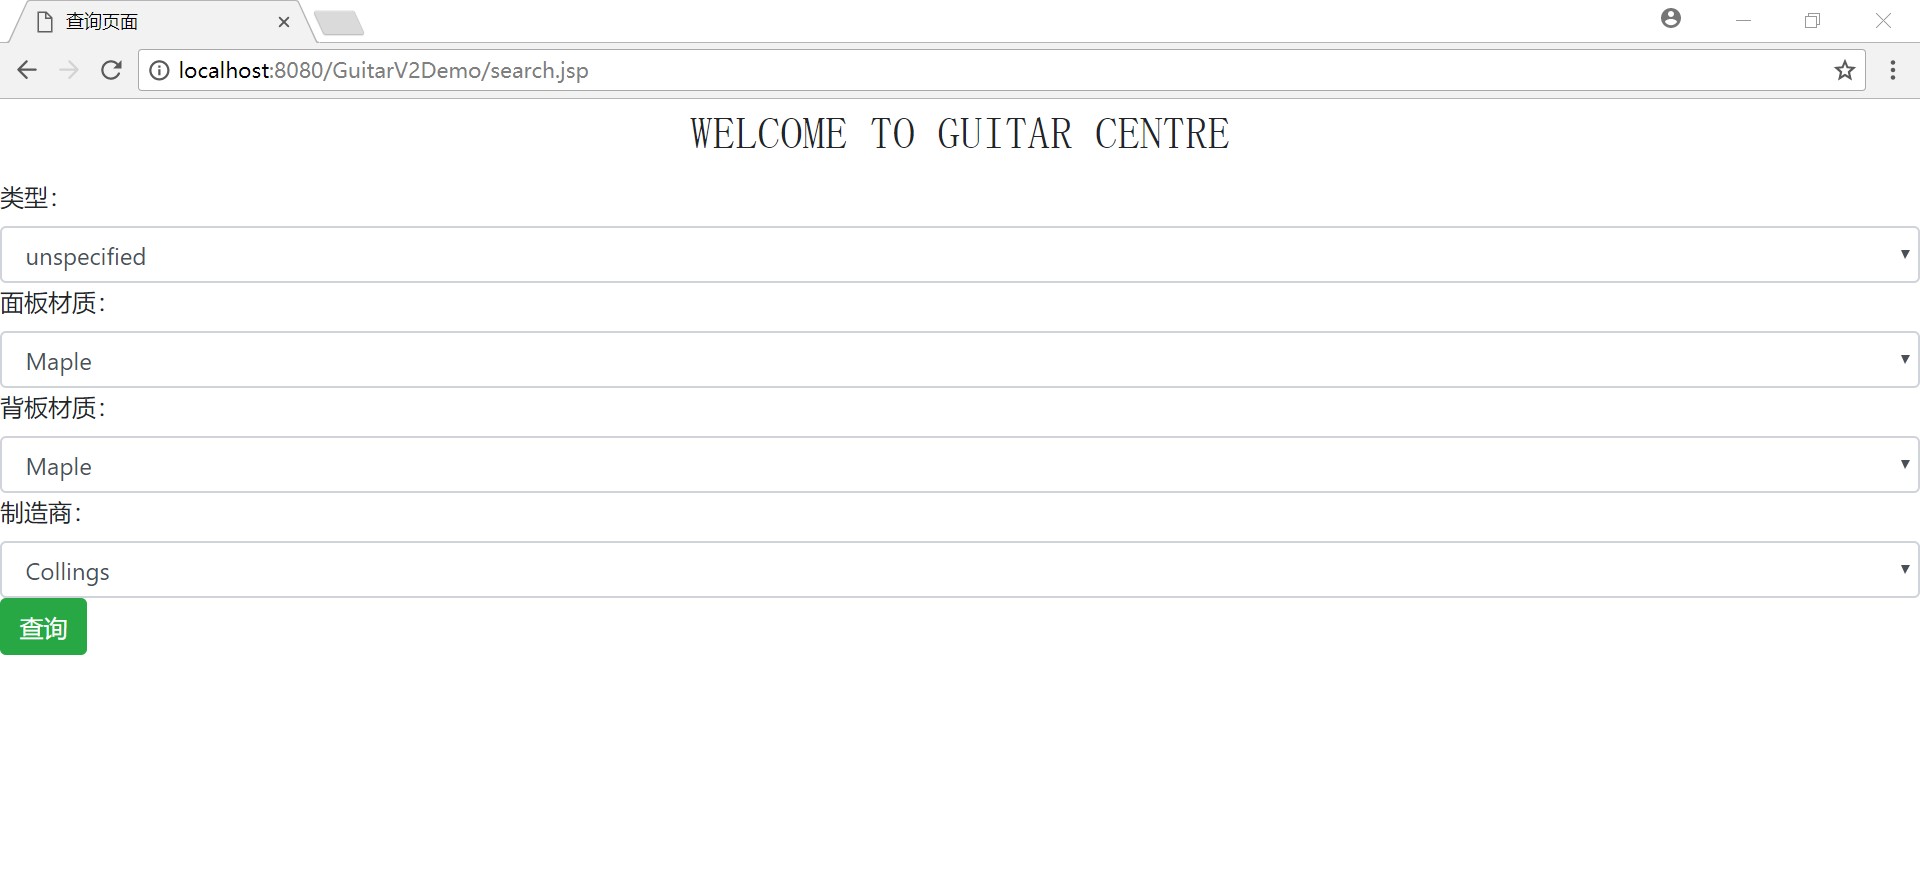 查询页面
localhost:8080/GuitarV2Demo/search.jsp
WELCOME TO GUITAR CENTRE
类型：
unspecified
面板材质：
Maple
背板材质：
Maple
制造商：
Collings
查询